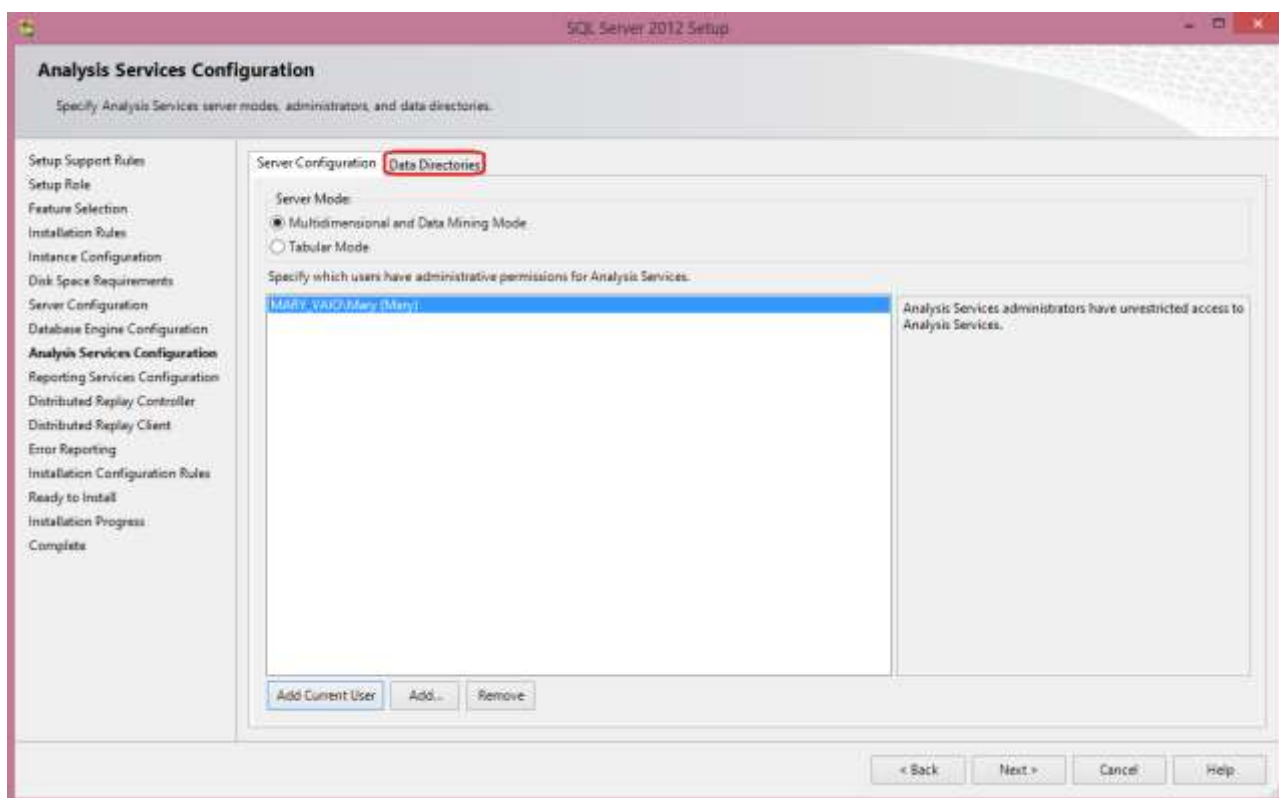 SQL Server 2012 Setup
Analysis Services Configuration
Specify Analysis Services server modes, administrators, and data directories.
Setup Support Rules
Setup Role
Feature Selection
Installation Rules
Instance Configuration
Disk Space Requirements
Server Configuration
Database Engine Configuration
Analysis Services Configuration
Reporting Services Configuration
Distributed Replay Controller
Distributed Replay Client
Error Reporting
Installation Configuration Rules
Ready to Install
Installation Progress
Complete
Server Configuration Data Directories
Server Mode:
Multidimensional and Data Mining Mode
Tabular Mode
Specify which users have administrative permissions for Analysis Services.
MARY_VAIO\Mary (Mary)
Analysis Services administrators have unrestricted access to
Analysis Services.
Add Current User Add... Remove
< Back Next > Cancel Help